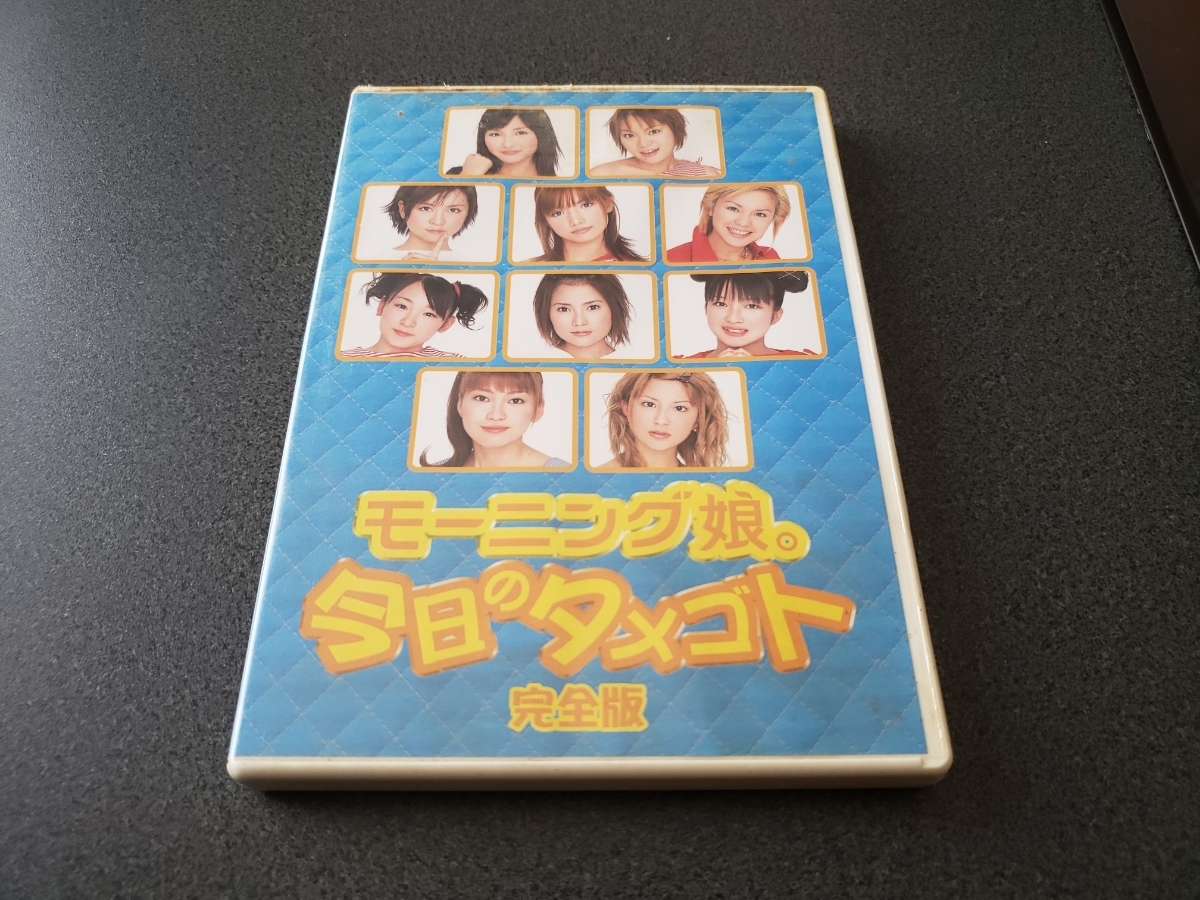 モーニング娘。
今日のタメゴト
完全版